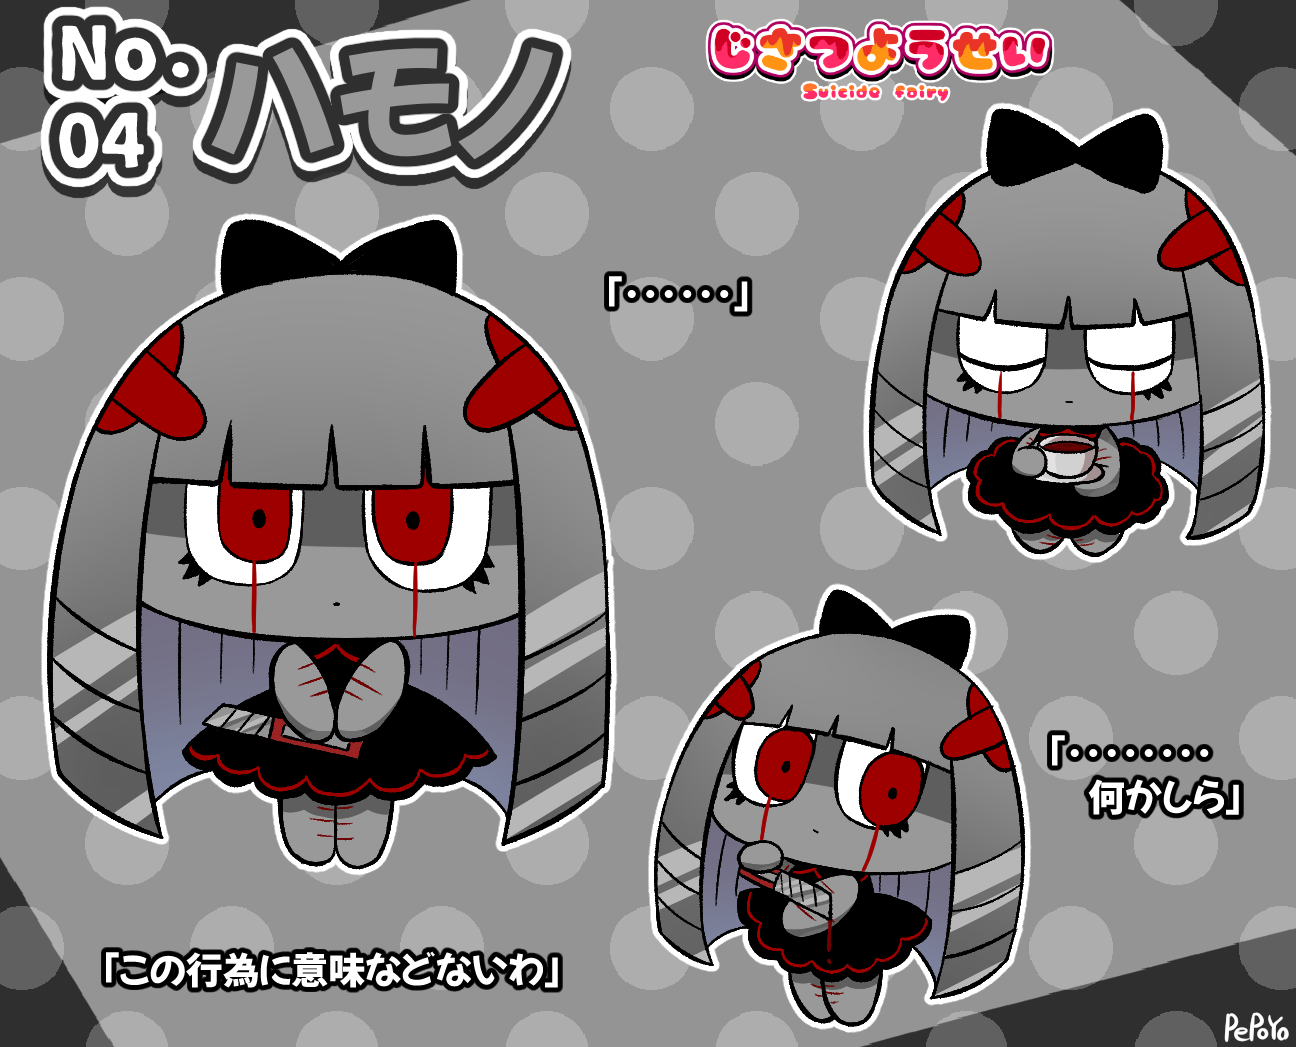 No.
04
ハモノ
じさつようせい
Suicide fairy
「······」
「········
何かしら」
「この行為に意味などないわ」
PePoYo